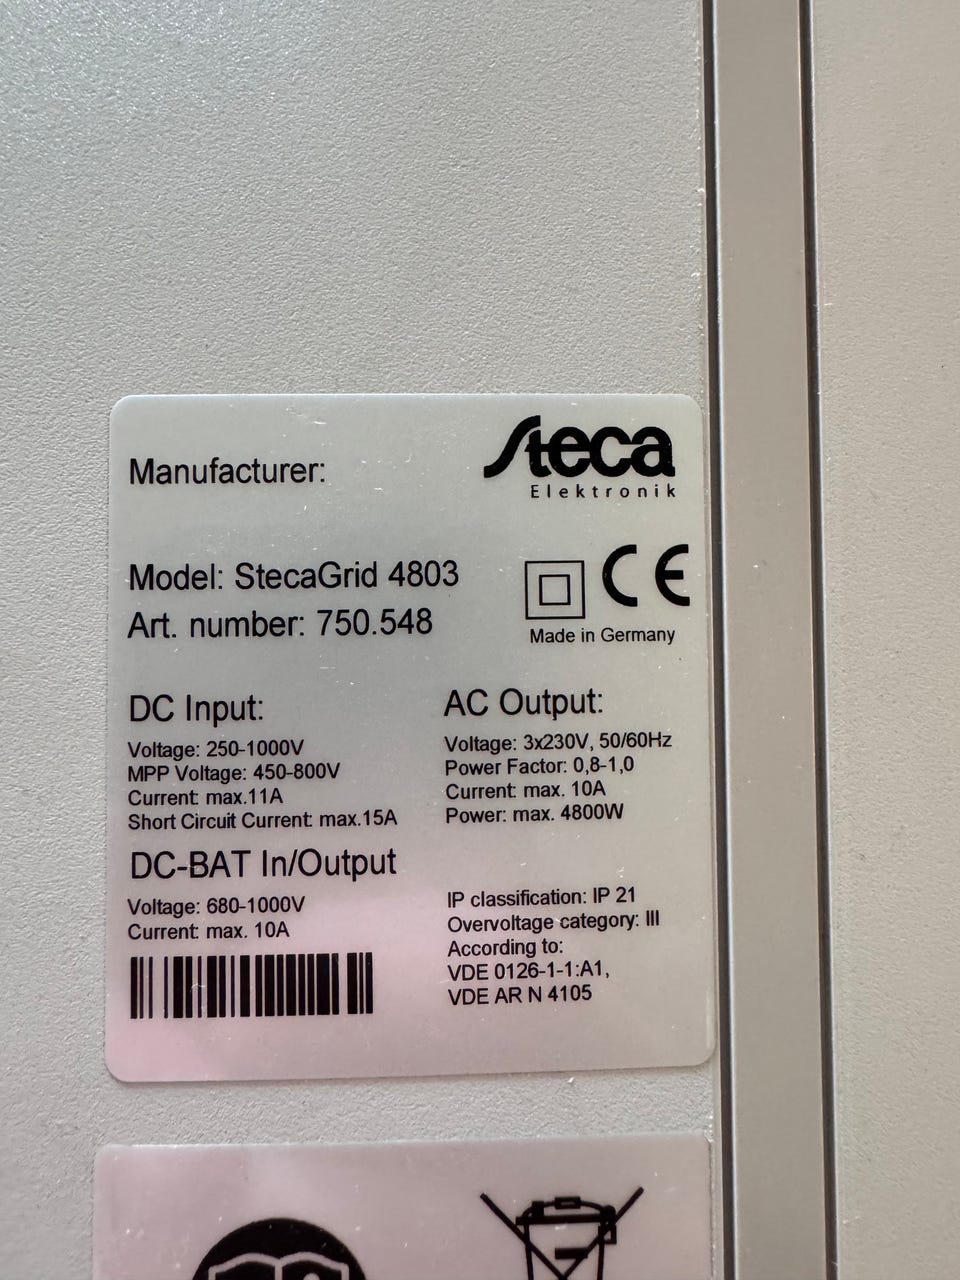 Manufacturer:
Steca
Elektronik
Model: StecaGrid 4803
Art. number: 750.548
CE
Made in Germany
DC Input:
Voltage: 250-1000V
MPP Voltage: 450-800V
Current: max.11A
Short Circuit Current: max.15A
AC Output:
Voltage: 3x230V, 50/60Hz
Power Factor: 0,8-1,0
Current: max. 10A
Power: max. 4800W
DC-BAT In/Output
Voltage: 680-1000V
Current: max. 10A
IP classification: IP 21
Overvoltage category: III
According to:
VDE 0126-1-1:A1,
VDE AR N 4105